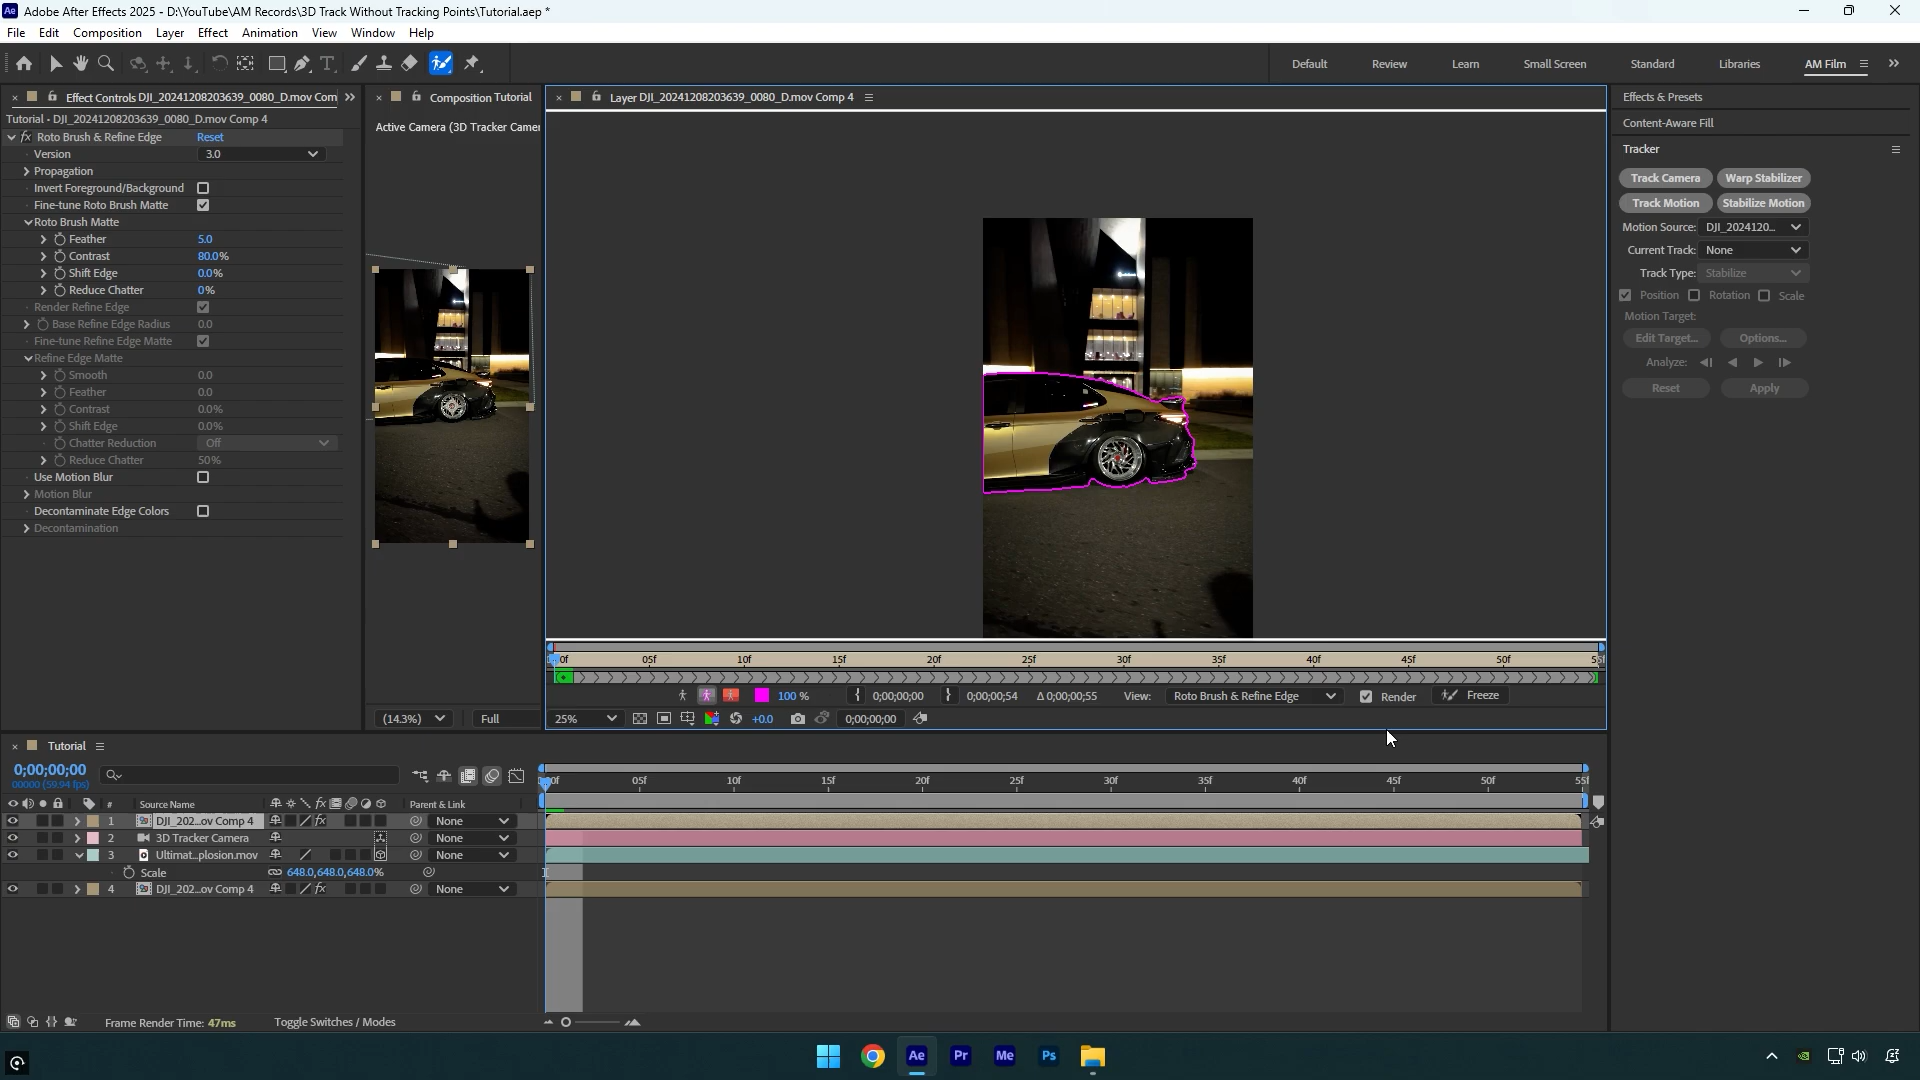 Adobe After Effects 2025 - D:\YouTube\AM Records\3D Track Without Tracking Points\Tutorial.aep *
File Edit Composition Layer Effect Animation View Window Help
Default Review Learn Small Screen Standard Libraries AM Film
Effect Controls DJI_20241208203639_0080_D.mov Com
Tutorial • DJI_20241208203639_0080_D.mov Comp 4
fx Roto Brush & Refine Edge Reset
Version 3.0
Propagation
Invert Foreground/Background
Fine-tune Roto Brush Matte
Roto Brush Matte
Feather 5.0
Contrast 80.0%
Shift Edge 0.0%
Reduce Chatter 0%
Render Refine Edge
Base Refine Edge Radius 0.0
Fine-tune Refine Edge Matte
Refine Edge Matte
Smooth 0.0
Feather 0.0
Contrast 0.0%
Shift Edge 0.0%
Chatter Reduction Off
Reduce Chatter 50%
Use Motion Blur
Motion Blur
Decontaminate Edge Colors
Decontamination
Composition Tutorial
Active Camera (3D Tracker Camer
(14.3%) Full
Layer DJI_20241208203639_0080_D.mov Comp 4
0f 05f 10f 15f 20f 25f 30f 35f 40f 45f 50f 55f
100 % 0;00;00;00 0;00;00;54 Δ 0;00;00;55 View: Roto Brush & Refine Edge Render Freeze
25% +0.0 0;00;00;00
Effects & Presets
Content-Aware Fill
Tracker
Track Camera Warp Stabilizer
Track Motion Stabilize Motion
Motion Source: DJI_2024120...
Current Track: None
Track Type: Stabilize
Position Rotation Scale
Motion Target:
Edit Target... Options...
Analyze:
Reset Apply
Tutorial
0;00;00;00
00000 (59.94 fps)
0f 05f 10f 15f 20f 25f 30f 35f 40f 45f 50f 55f
# Source Name fx Parent & Link
1 DJI_202...ov Comp 4 fx None
2 3D Tracker Camera None
3 Ultimat...plosion.mov None
Scale 648.0,648.0,648.0%
4 DJI_202...ov Comp 4 fx None
Frame Render Time: 47ms Toggle Switches / Modes
Ae Pr Me Ps